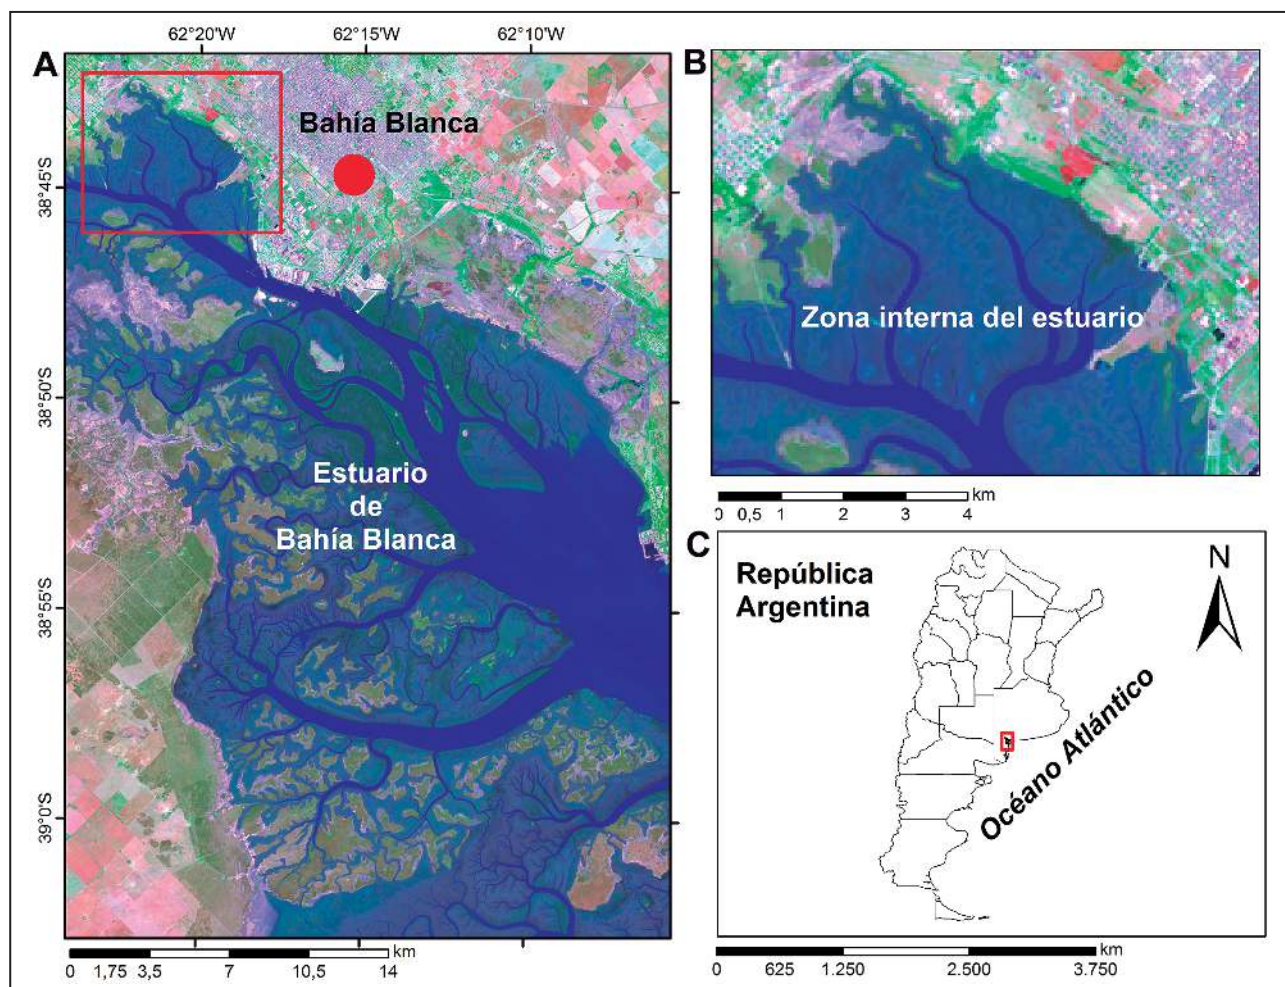 62°20'W 62°15'W 62°10'W
A
Bahía Blanca
38°45'S
38°50'S
Estuario
de
Bahía Blanca
38°55'S
39°0'S
km
0 1,75 3,5 7 10,5 14
B
Zona interna del estuario
km
0 0,5 1 2 3 4
C
República
Argentina
N
Océano Atlántico
km
0 625 1.250 2.500 3.750